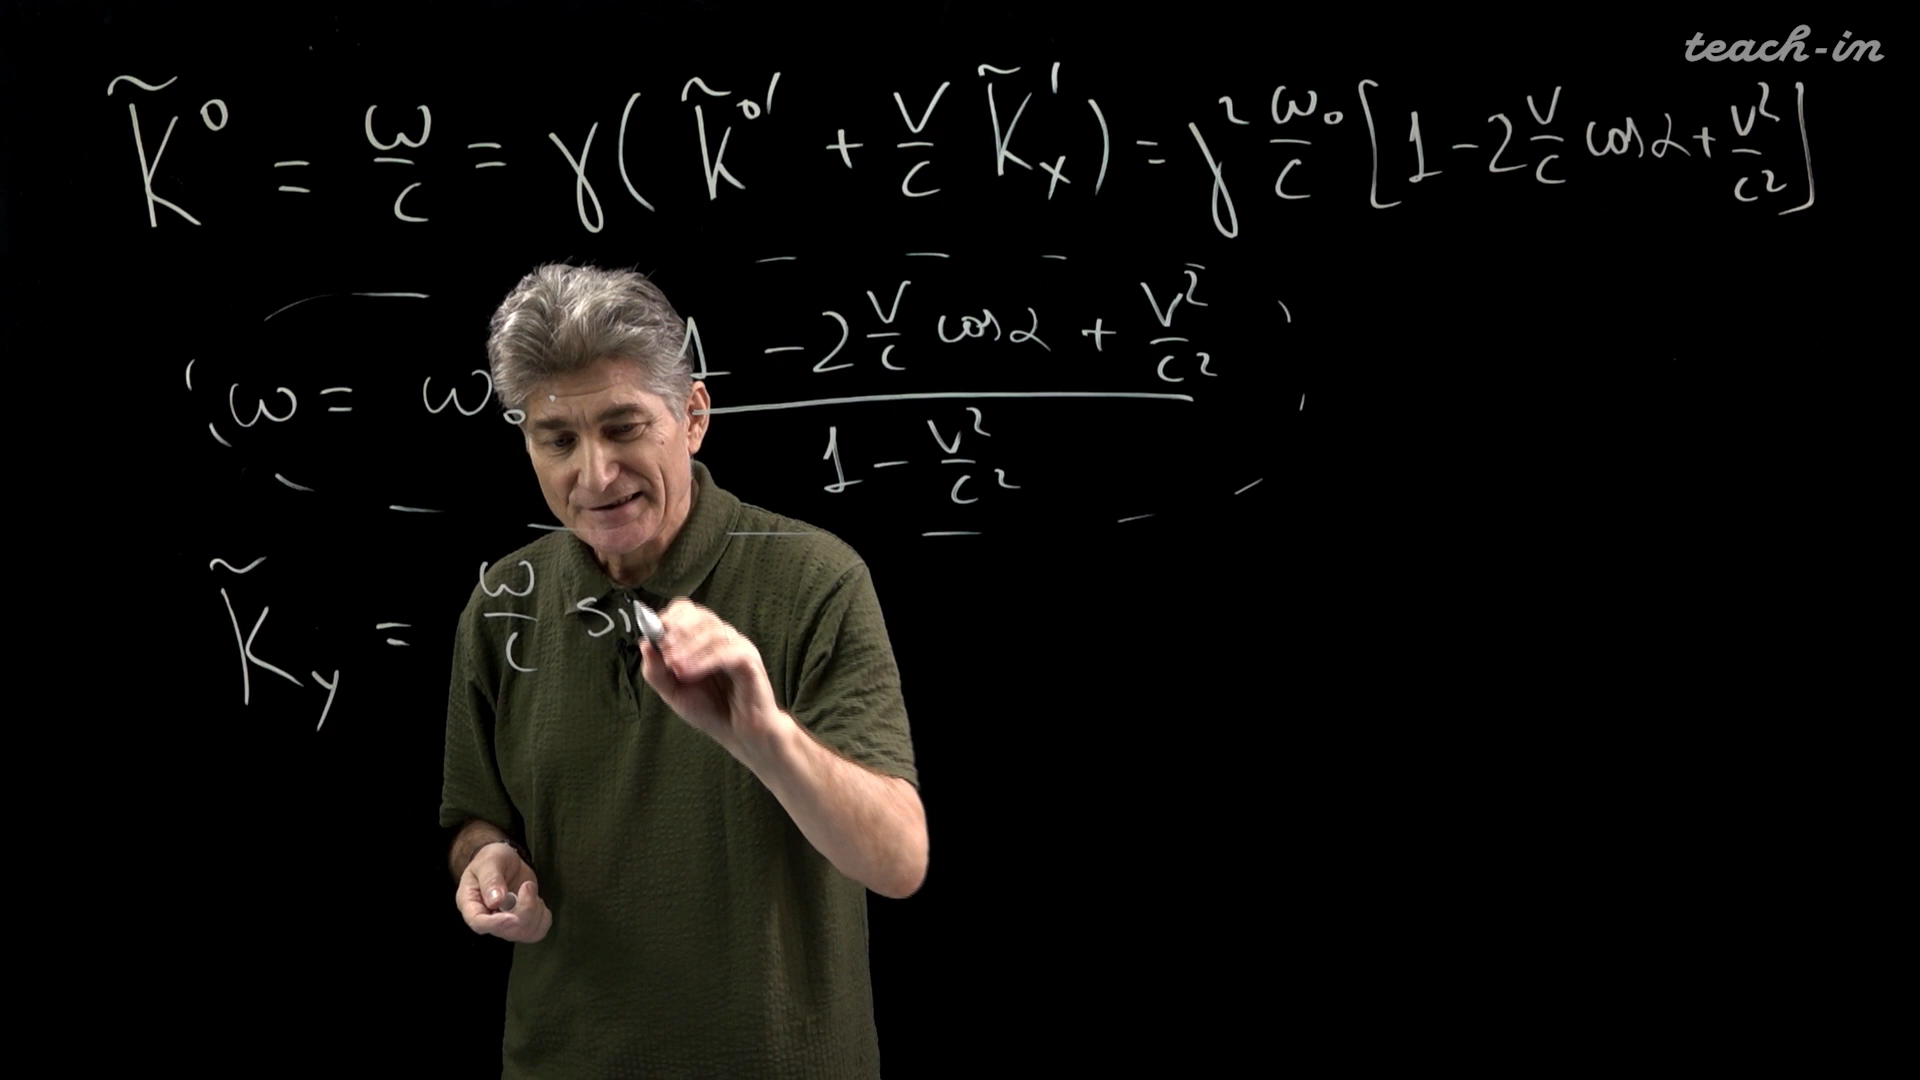 teach-in
K̃⁰ = ω/c = γ(k̃⁰′ + V/c K̃′ₓ) = γ² ω₀/c [1 - 2 V/c cos α + V²/c²]
ω = ω₀ · (1 - 2 V/c cos α + V²/c²) / (1 - V²/c²)
K̃_y = ω/c si